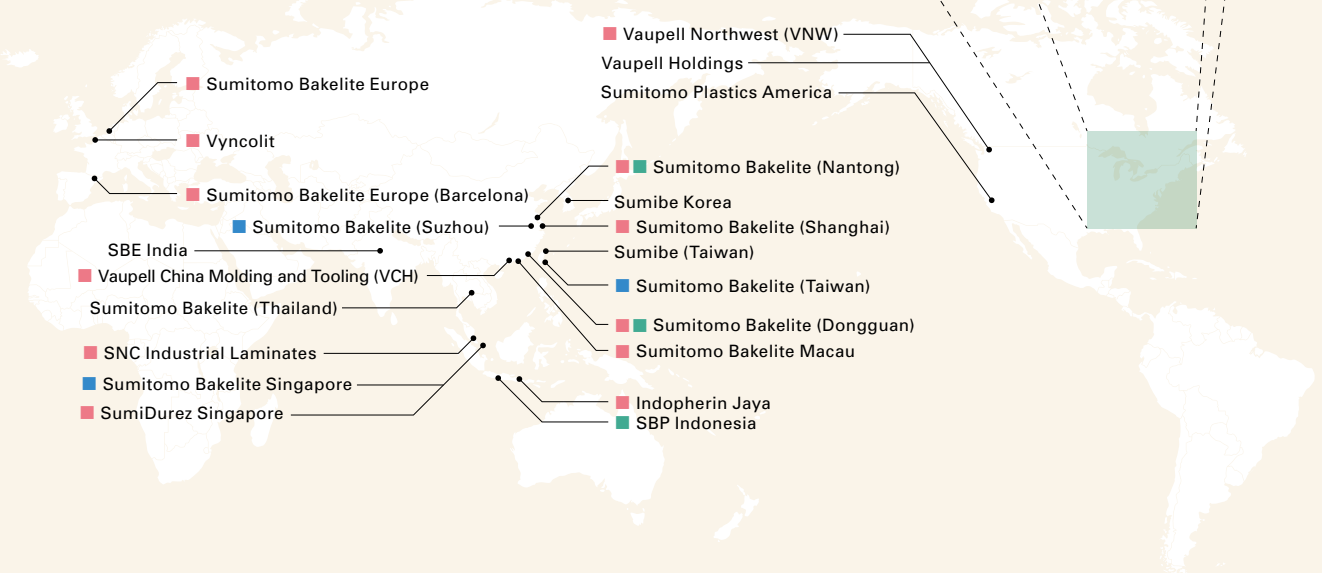 Vaupell Northwest (VNW)
Vaupell Holdings
Sumitomo Plastics America
Sumitomo Bakelite Europe
Vyncolit
Sumitomo Bakelite Europe (Barcelona)
Sumitomo Bakelite (Suzhou)
SBE India
Vaupell China Molding and Tooling (VCH)
Sumitomo Bakelite (Thailand)
SNC Industrial Laminates
Sumitomo Bakelite Singapore
SumiDurez Singapore
Sumitomo Bakelite (Nantong)
Sumibe Korea
Sumitomo Bakelite (Shanghai)
Sumibe (Taiwan)
Sumitomo Bakelite (Taiwan)
Sumitomo Bakelite (Dongguan)
Sumitomo Bakelite Macau
Indopherin Jaya
SBP Indonesia